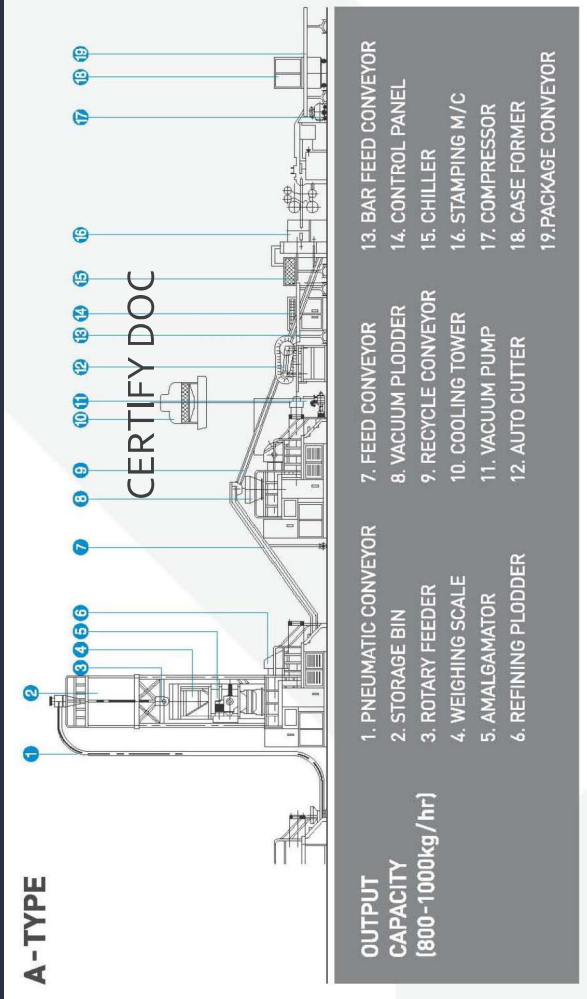 A-TYPE
1
2
3
4
5
6
7
8
9
10
11
12
13
14
15
16
17
18
19
CERTIFY DOC
OUTPUT
CAPACITY
(800-1000kg/hr)
1. PNEUMATIC CONVEYOR
2. STORAGE BIN
3. ROTARY FEEDER
4. WEIGHING SCALE
5. AMALGAMATOR
6. REFINING PLODDER
7. FEED CONVEYOR
8. VACUUM PLODDER
9. RECYCLE CONVEYOR
10. COOLING TOWER
11. VACUUM PUMP
12. AUTO CUTTER
13. BAR FEED CONVEYOR
14. CONTROL PANEL
15. CHILLER
16. STAMPING M/C
17. COMPRESSOR
18. CASE FORMER
19.PACKAGE CONVEYOR